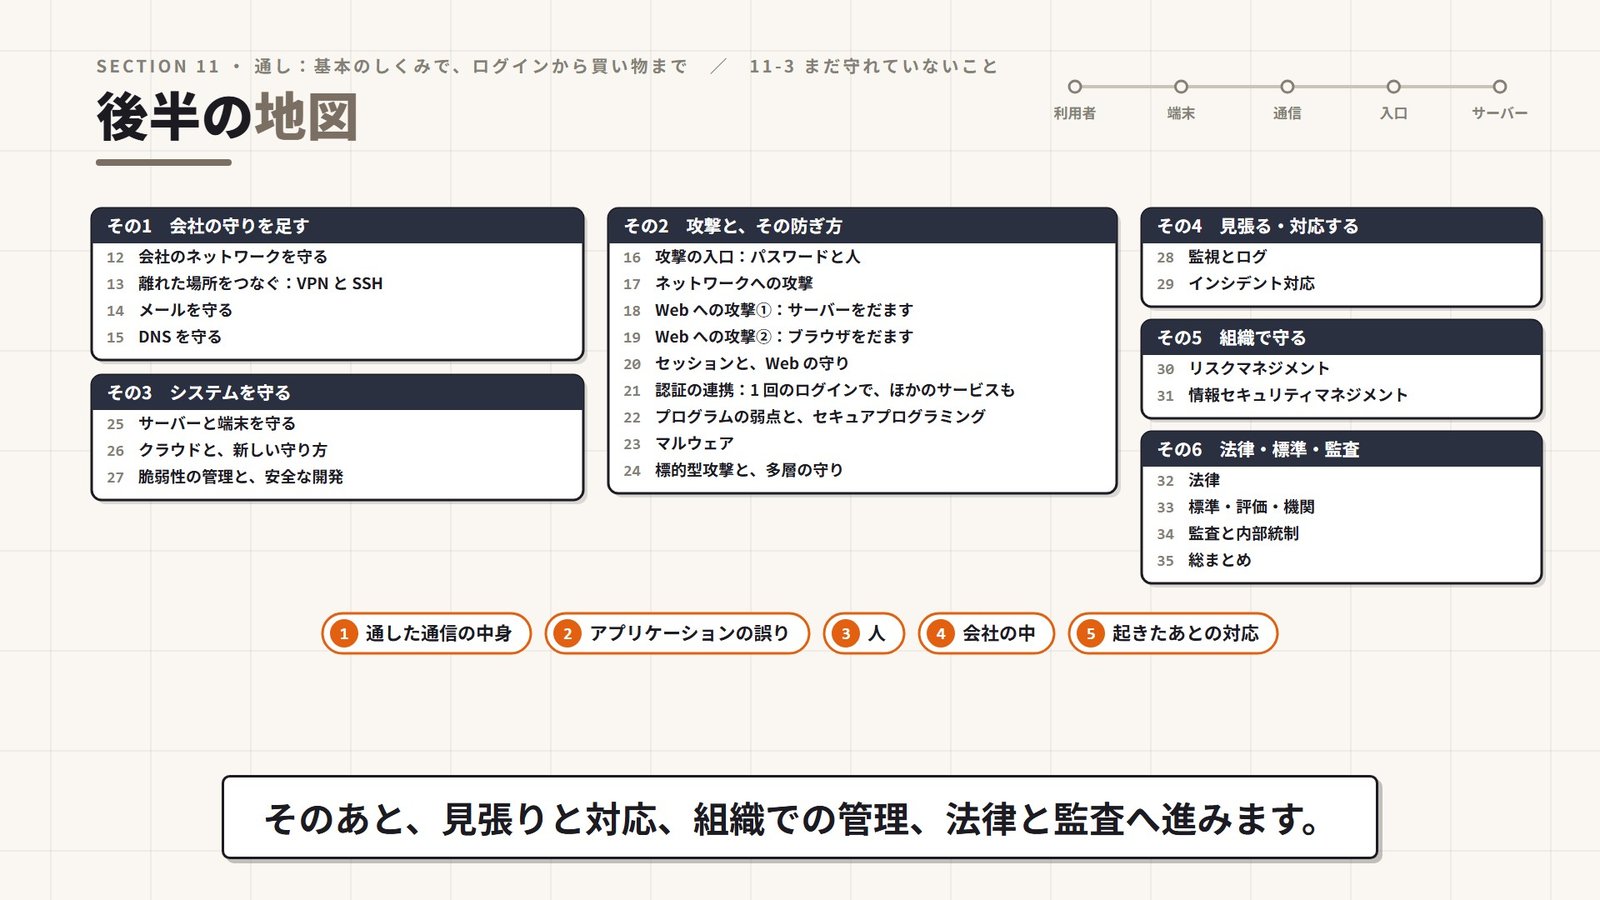 SECTION 11 ・ 通し：基本のしくみで、ログインから買い物まで ／ 11-3 まだ守れていないこと
後半の地図
利用者
端末
通信
入口
サーバー
その1 会社の守りを足す
12 会社のネットワークを守る
13 離れた場所をつなぐ：VPN と SSH
14 メールを守る
15 DNS を守る
その3 システムを守る
25 サーバーと端末を守る
26 クラウドと、新しい守り方
27 脆弱性の管理と、安全な開発
その2 攻撃と、その防ぎ方
16 攻撃の入口：パスワードと人
17 ネットワークへの攻撃
18 Web への攻撃①：サーバーをだます
19 Web への攻撃②：ブラウザをだます
20 セッションと、Web の守り
21 認証の連携：1 回のログインで、ほかのサービスも
22 プログラムの弱点と、セキュアプログラミング
23 マルウェア
24 標的型攻撃と、多層の守り
その4 見張る・対応する
28 監視とログ
29 インシデント対応
その5 組織で守る
30 リスクマネジメント
31 情報セキュリティマネジメント
その6 法律・標準・監査
32 法律
33 標準・評価・機関
34 監査と内部統制
35 総まとめ
1 通した通信の中身
2 アプリケーションの誤り
3 人
4 会社の中
5 起きたあとの対応
そのあと、見張りと対応、組織での管理、法律と監査へ進みます。